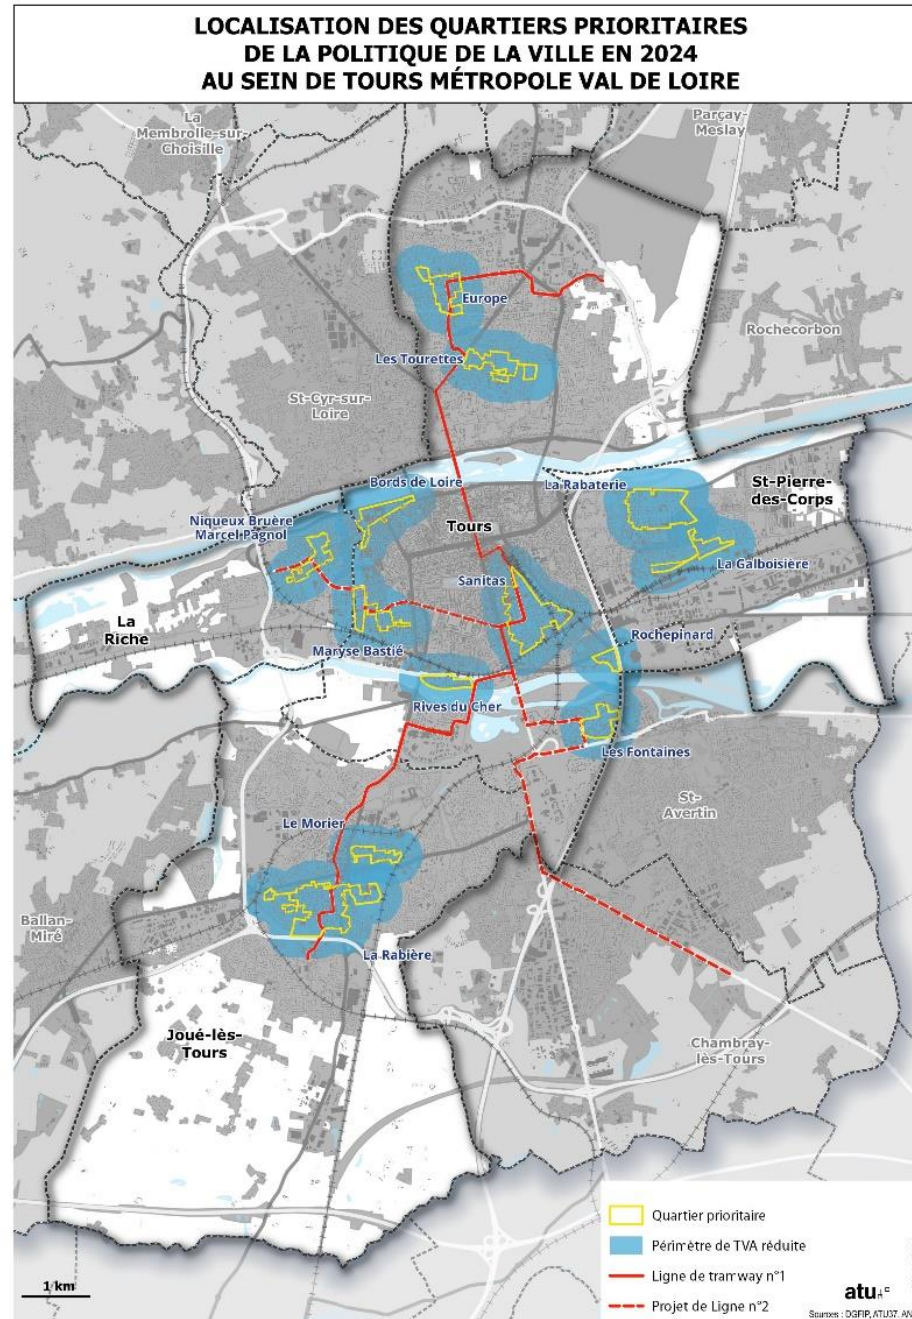 LOCALISATION DES QUARTIERS PRIORITAIRES
DE LA POLITIQUE DE LA VILLE EN 2024
AU SEIN DE TOURS MÉTROPOLE VAL DE LOIRE
La
Membrolle-sur-
Choisille
Parçay-
Meslay
Europe
Rochecorbon
Les Tourettes
St-Cyr-sur-
Loire
Bords de Loire
La Rabaterie
St-Pierre-
des-Corps
Niqueux Bruère
Marcel Pagnol
Tours
La Galboisière
Sanitas
La
Riche
Rochepinard
Maryse Bastié
Rives du Cher
Les Fontaines
St-
Avertin
Le Morier
Ballan-
Miré
La Rabière
Joué-lès-
Tours
Chambray-
lès-Tours
Quartier prioritaire
Périmètre de TVA réduite
Ligne de tramway n°1
Projet de Ligne n°2
1 km
atu
Sources : DGFIP, ATU37, AN